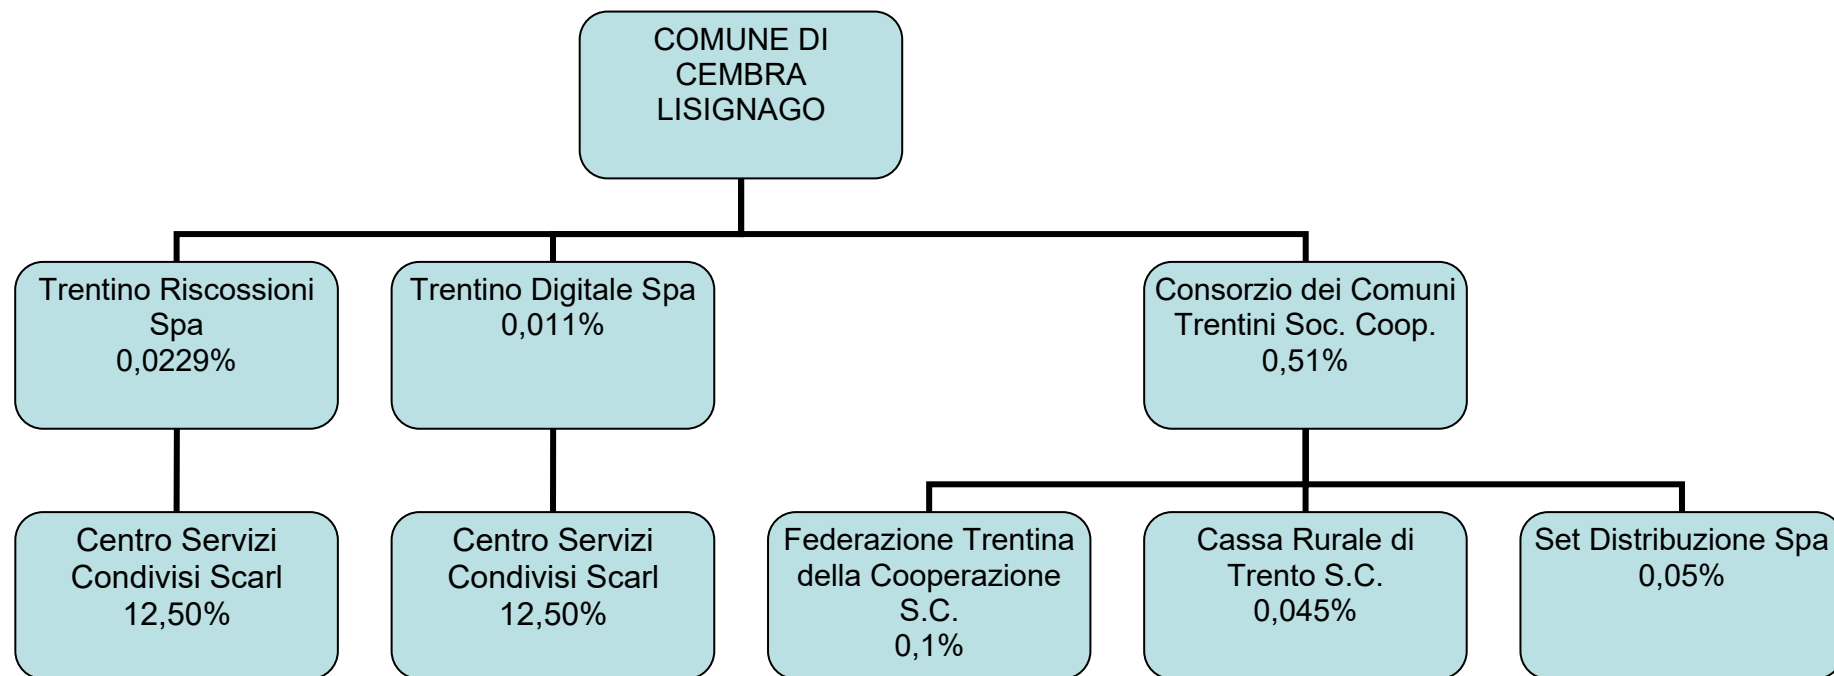 COMUNE DI
CEMBRA
LISIGNAGO
Trentino Riscossioni
Spa
0,0229%
Trentino Digitale Spa
0,011%
Consorzio dei Comuni
Trentini Soc. Coop.
0,51%
Centro Servizi
Condivisi Scarl
12,50%
Centro Servizi
Condivisi Scarl
12,50%
Federazione Trentina
della Cooperazione
S.C.
0,1%
Cassa Rurale di
Trento S.C.
0,045%
Set Distribuzione Spa
0,05%